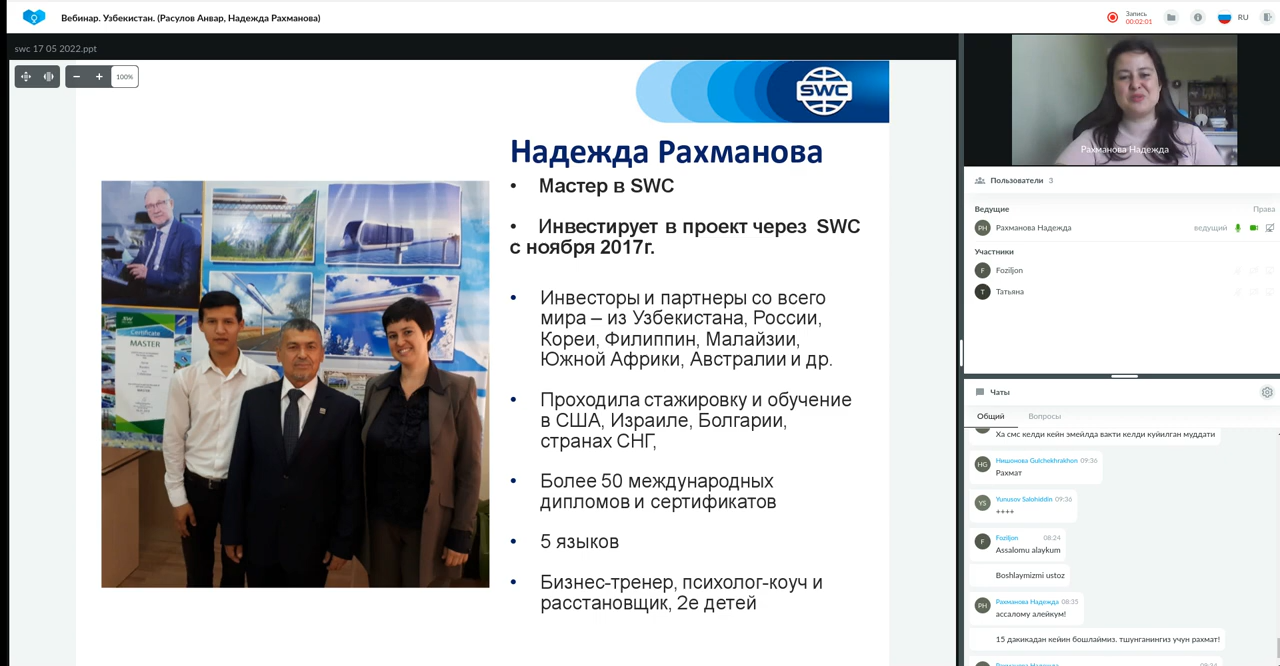 Вебинар. Узбекистан. (Расулов Анвар, Надежда Рахманова)
Запись
00:02:01
RU
swc 17 05 2022.ppt
100%
SWC
Надежда Рахманова
• Мастер в SWC
• Инвестирует в проект через SWC
с ноября 2017г.
• Инвесторы и партнеры со всего
мира – из Узбекистана, России,
Кореи, Филиппин, Малайзии,
Южной Африки, Австралии и др.
• Проходила стажировку и обучение
в США, Израиле, Болгарии,
странах СНГ,
• Более 50 международных
дипломов и сертификатов
• 5 языков
• Бизнес-тренер, психолог-коуч и
расстановщик, 2е детей
Certificate
MASTER
Рахманова Надежда
Пользователи 3
Ведущие
Права
РН Рахманова Надежда
ведущий
Участники
F Foziljon
Т Татьяна
Чаты
Общий
Вопросы
Ха смс келди кейн эмейлда вакти келди куйилган муддати
HG Нишонова Gulchekhrakhon 09:36
Рахмат
YS Yunusov Salohiddin 09:36
++++
F Foziljon 08:24
Assalomu alaykum
Boshlaymizmi ustoz
РН Рахманова Надежда 08:35
ассалому алейкум!
15 дакикадан кейин бошлаймиз. тшунганингиз учун рахмат!
Рахманова Надежда